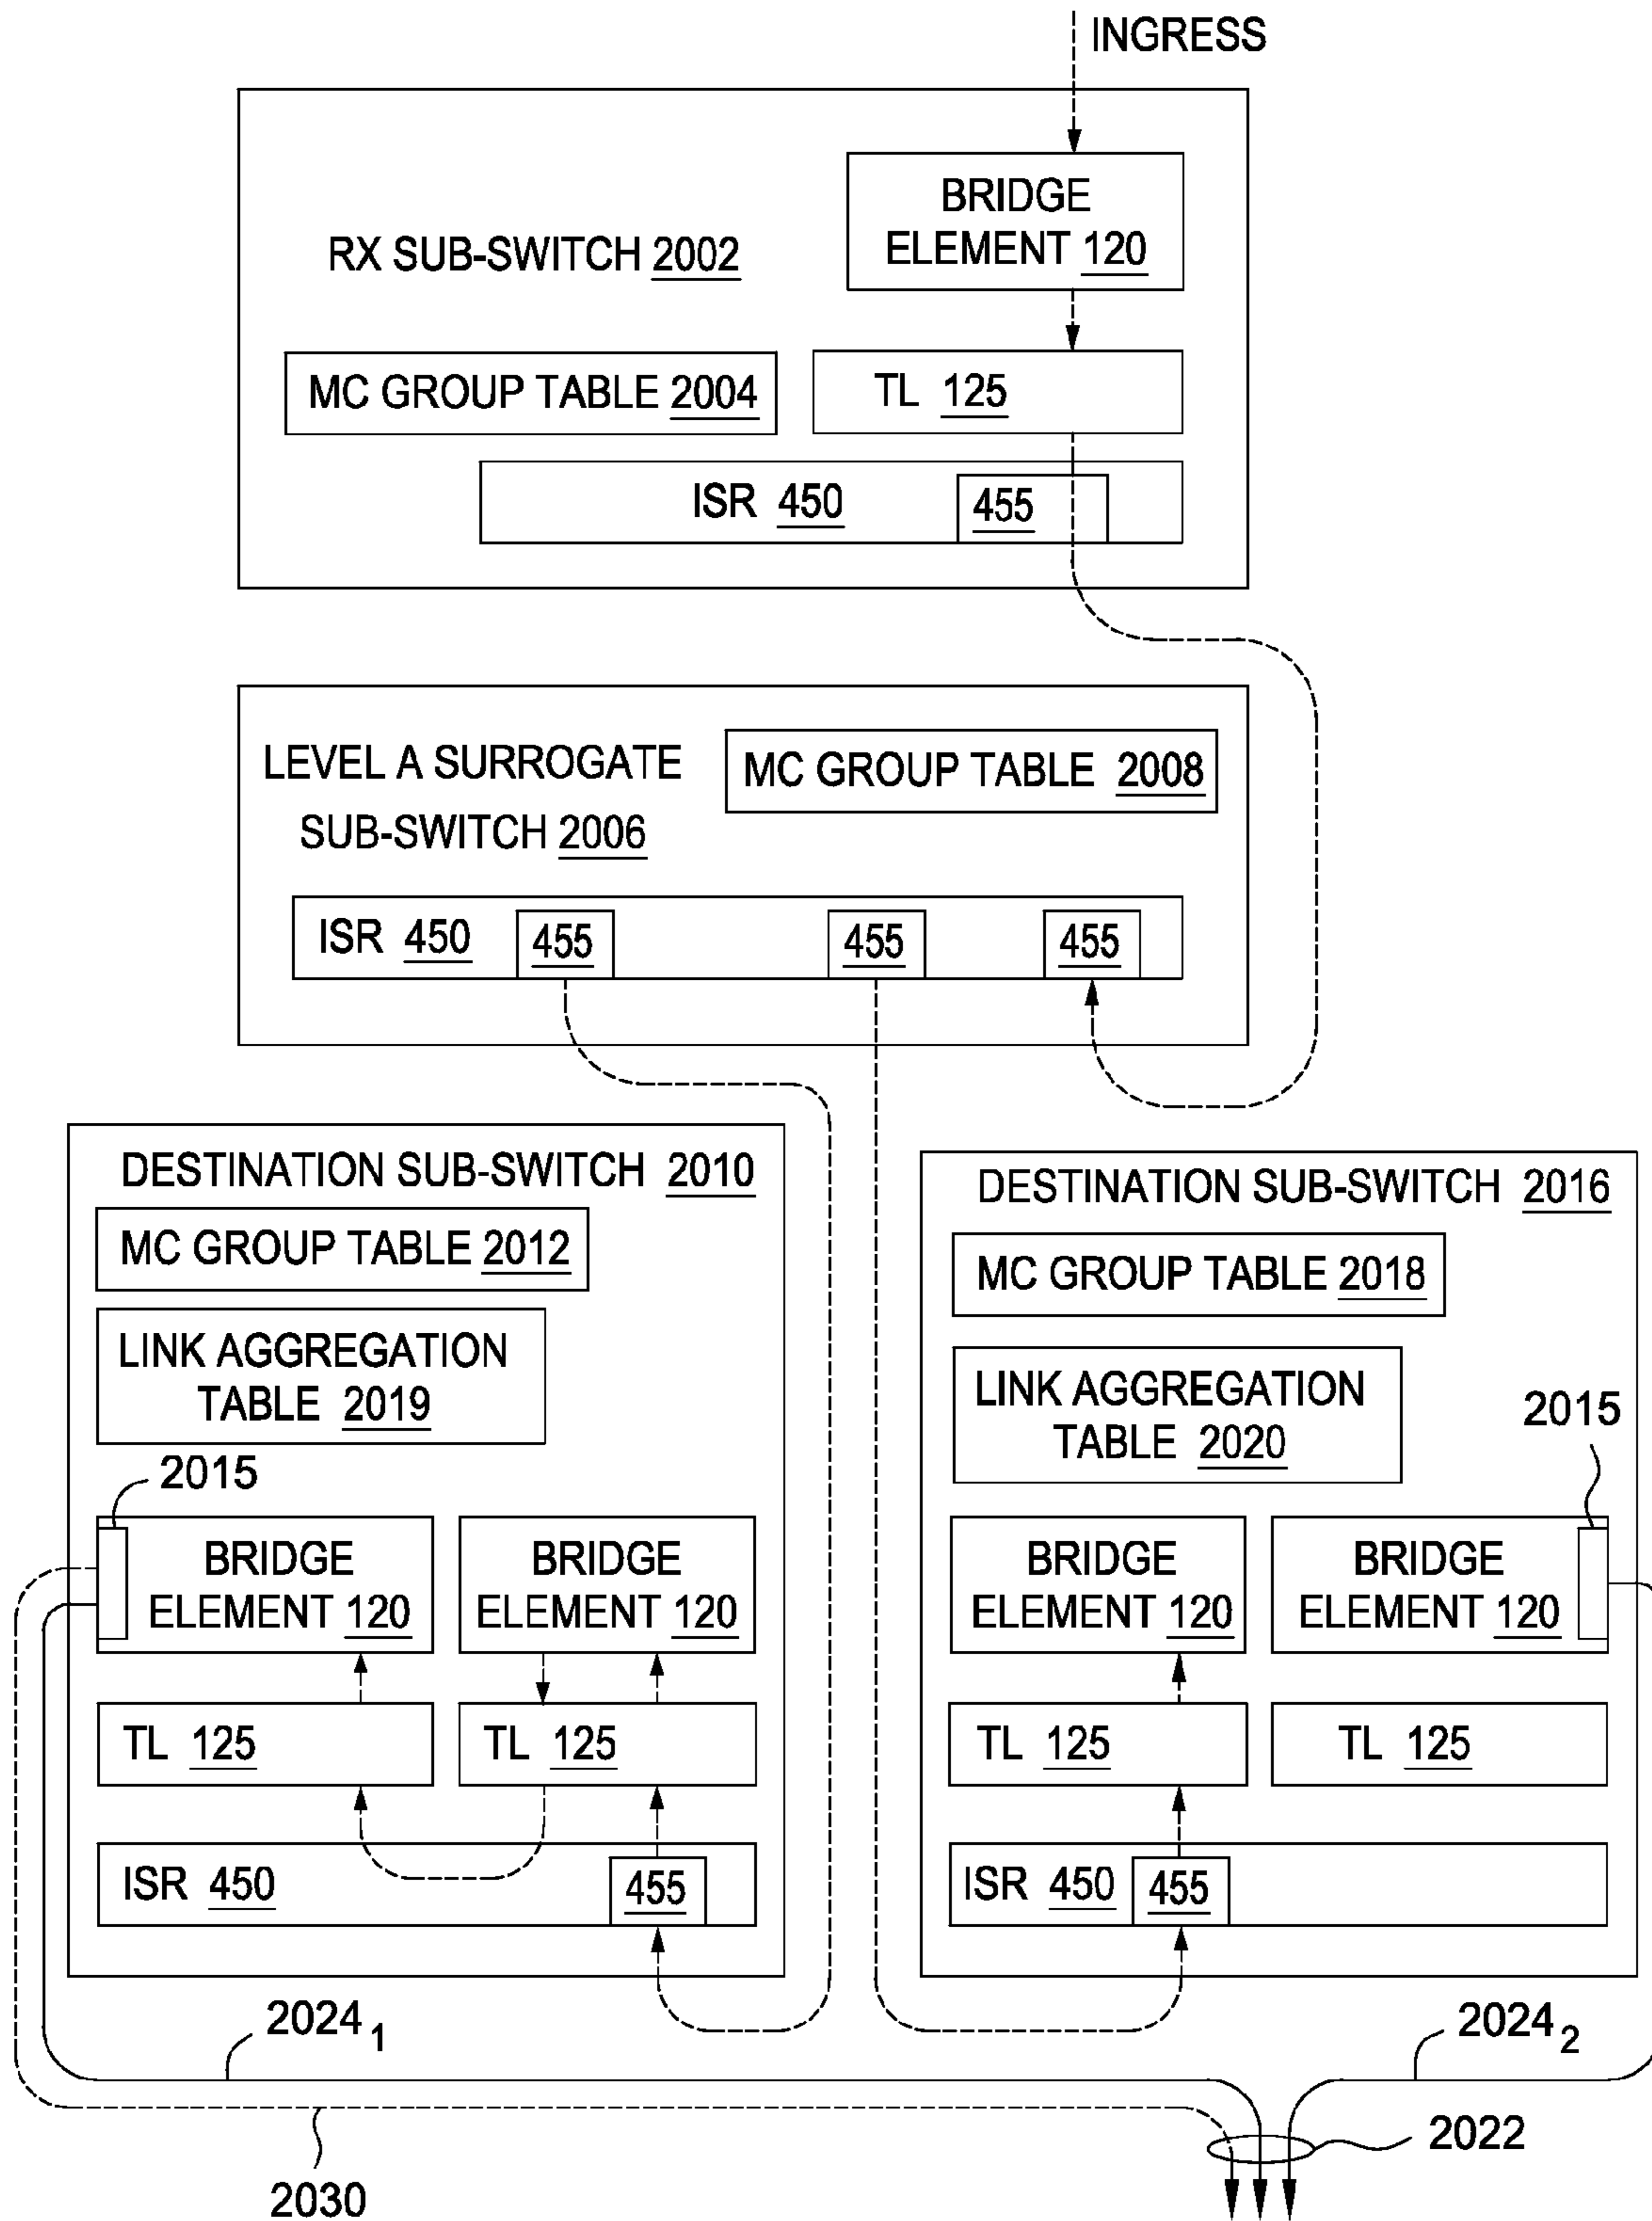 INGRESS
BRIDGE
ELEMENT 120
RX SUB-SWITCH 2002
MC GROUP TABLE 2004
TL 125
ISR 450
455
LEVEL A SURROGATE
SUB-SWITCH 2006
MC GROUP TABLE 2008
ISR 450
455
455
455
DESTINATION SUB-SWITCH 2010
MC GROUP TABLE 2012
LINK AGGREGATION
TABLE 2019
2015
BRIDGE
ELEMENT 120
BRIDGE
ELEMENT 120
TL 125
TL 125
ISR 450
455
DESTINATION SUB-SWITCH 2016
MC GROUP TABLE 2018
LINK AGGREGATION
TABLE 2020
2015
BRIDGE
ELEMENT 120
BRIDGE
ELEMENT 120
TL 125
TL 125
ISR 450
455
2024 1
2024 2
2022
2030